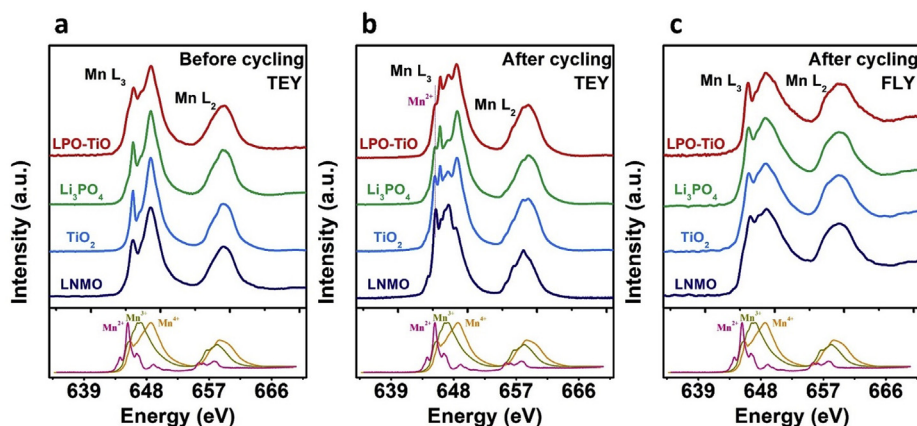 a
Before cycling
TEY
Mn L₃
Mn L₂
LPO-TiO
Li₃PO₄
TiO₂
LNMO
Intensity (a.u.)
Mn²⁺
Mn³⁺
Mn⁴⁺
639 648 657 666
Energy (eV)
b
After cycling
TEY
Mn L₃
Mn²⁺
Mn L₂
LPO-TiO
Li₃PO₄
TiO₂
LNMO
Intensity (a.u.)
Mn²⁺
Mn³⁺
Mn⁴⁺
639 648 657 666
Energy (eV)
c
After cycling
FLY
Mn L₃
Mn L₂
LPO-TiO
Li₃PO₄
TiO₂
LNMO
Intensity (a.u.)
Mn²⁺
Mn³⁺
Mn⁴⁺
639 648 657 666
Energy (eV)